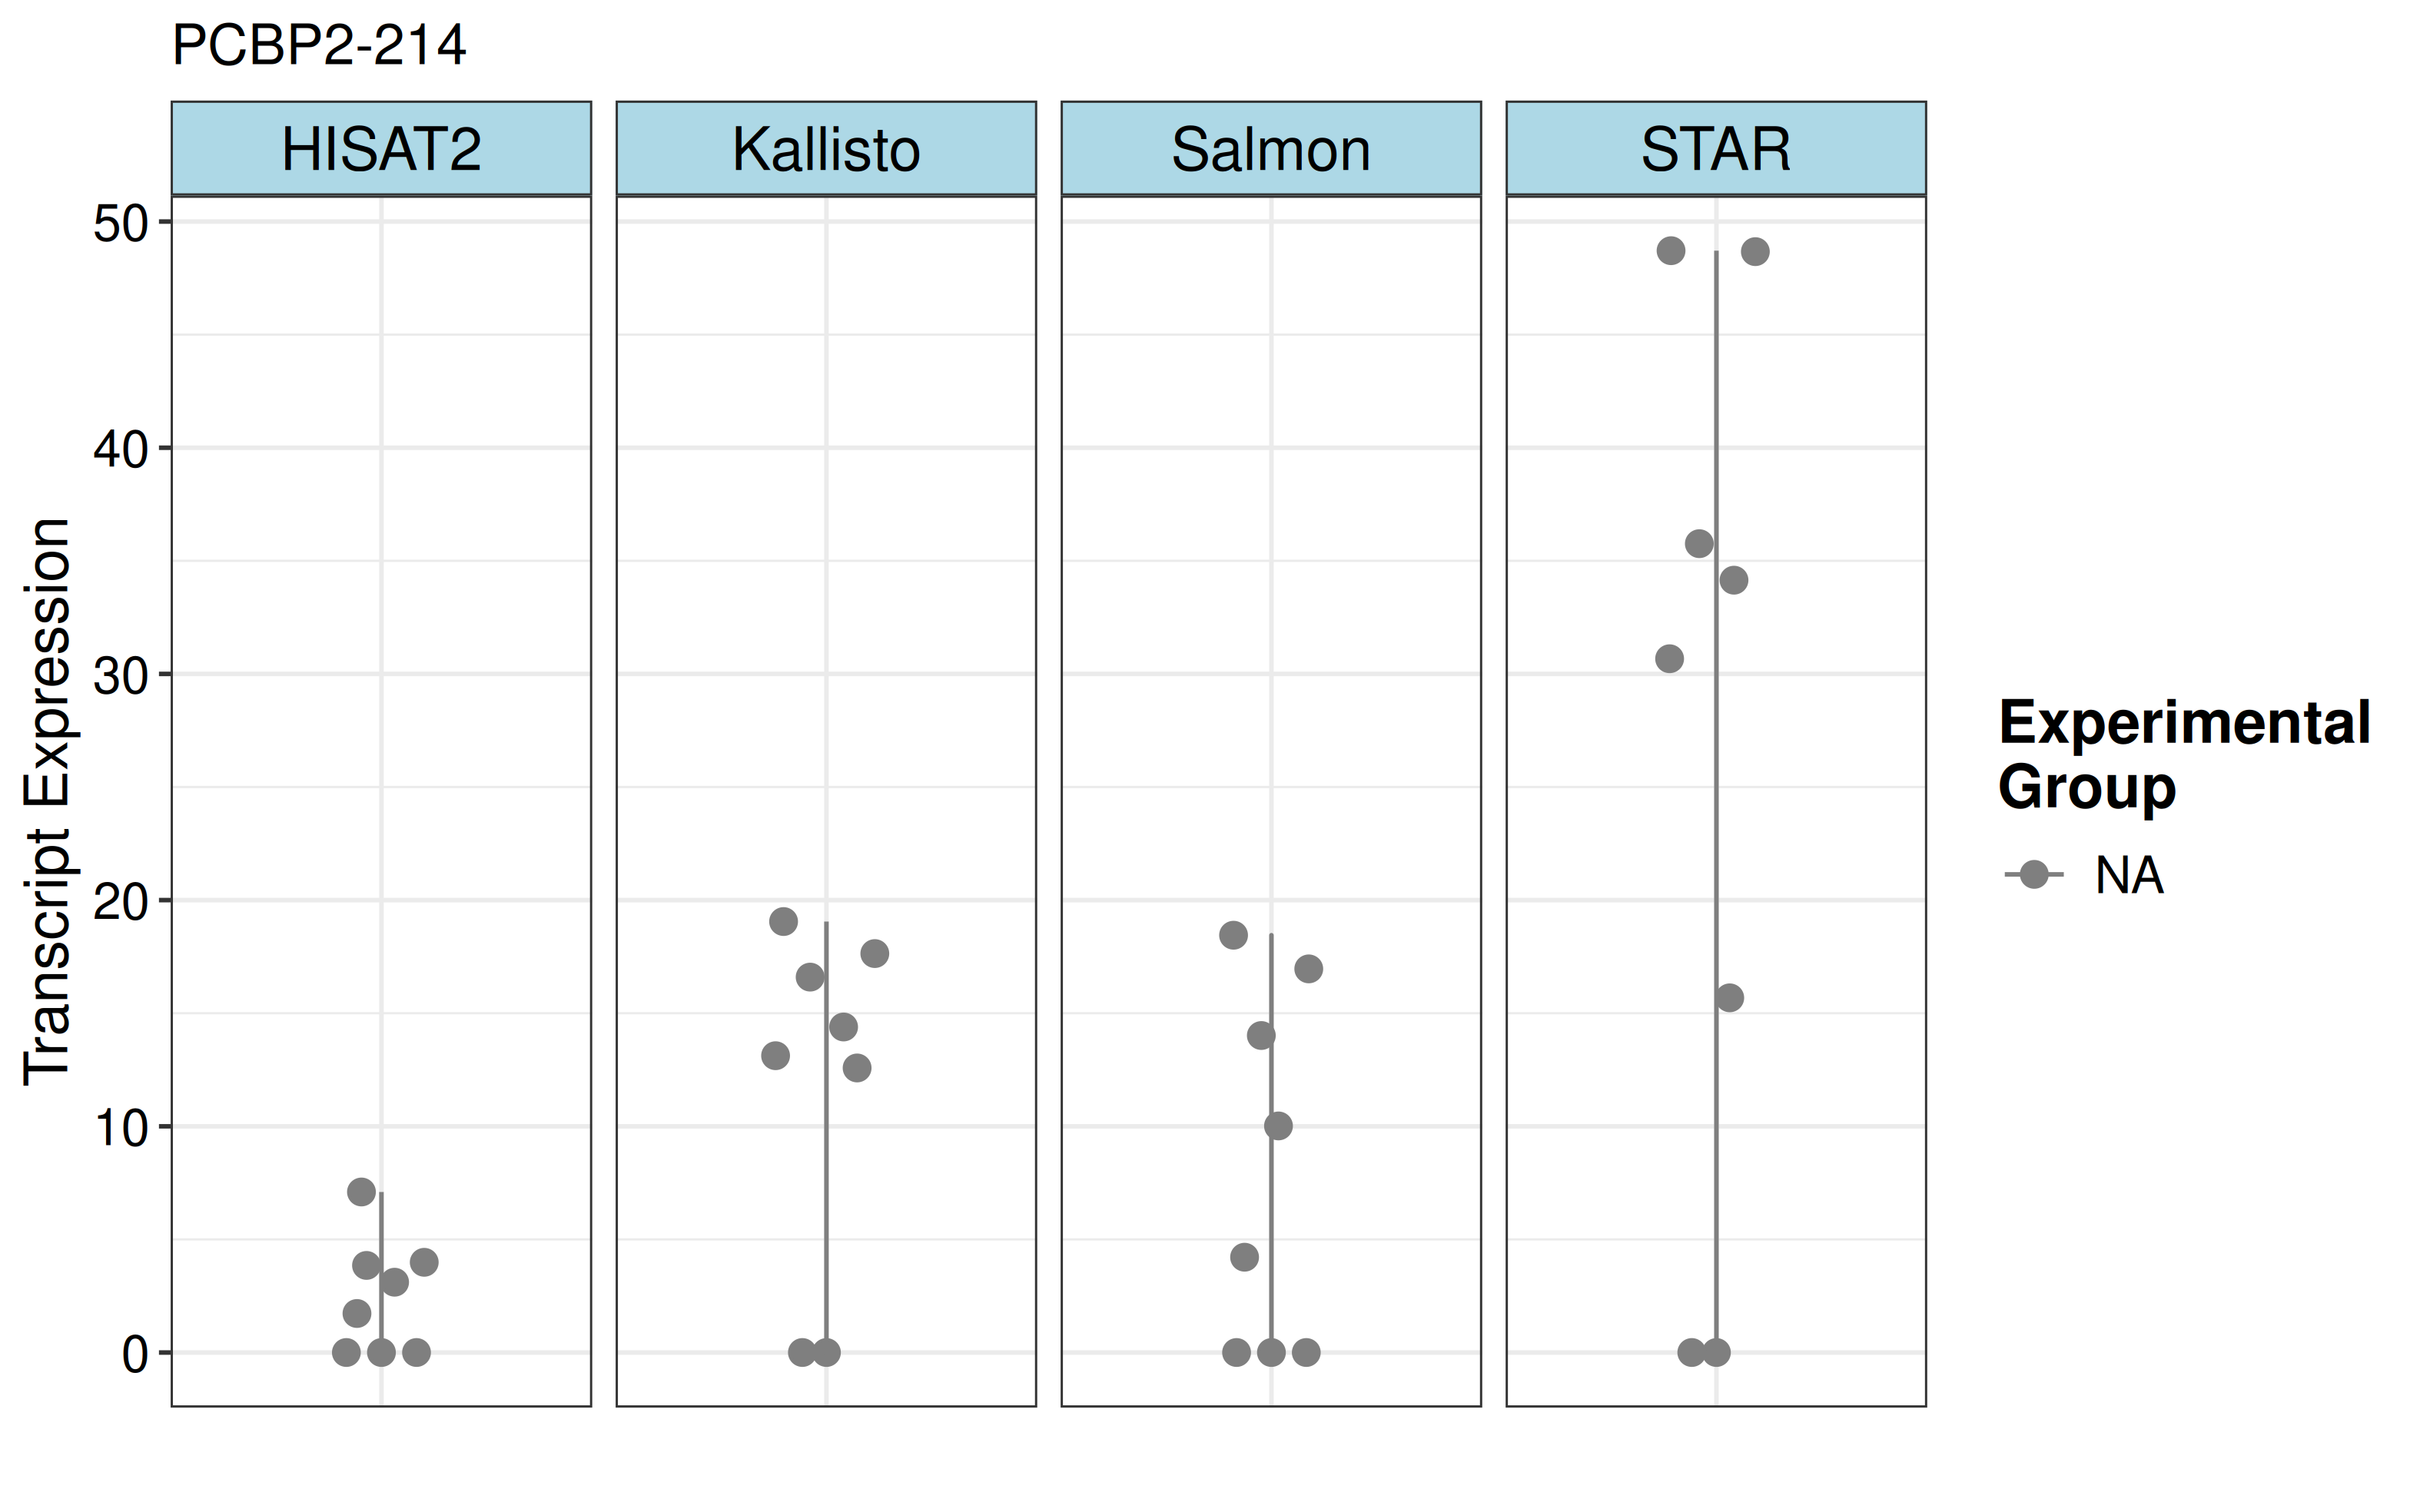 PCBP2-214
HISAT2 Kallisto Salmon STAR
50
40
30
20
10
0
Transcript Expression
Experimental
Group
NA